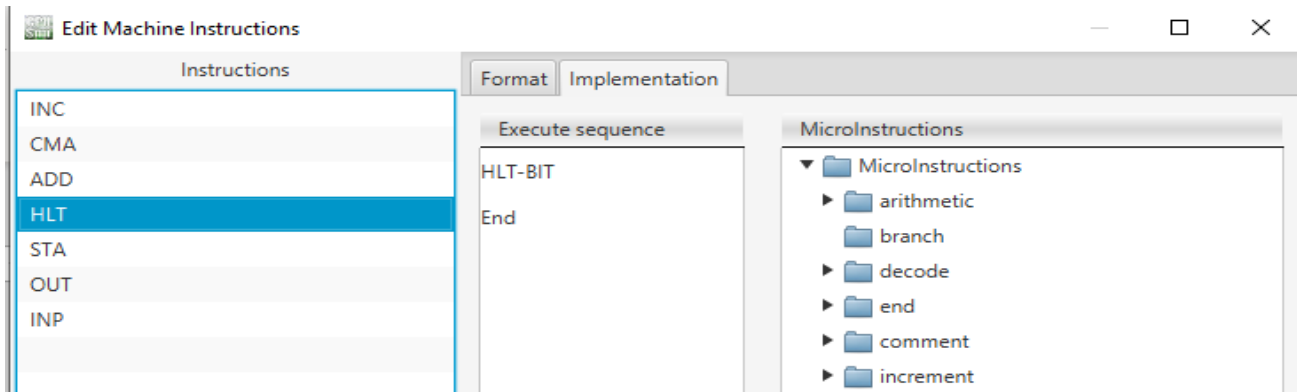 Edit Machine Instructions
Instructions
INC
CMA
ADD
HLT
STA
OUT
INP
Format Implementation
Execute sequence
HLT-BIT
End
MicroInstructions
MicroInstructions
arithmetic
branch
decode
end
comment
increment